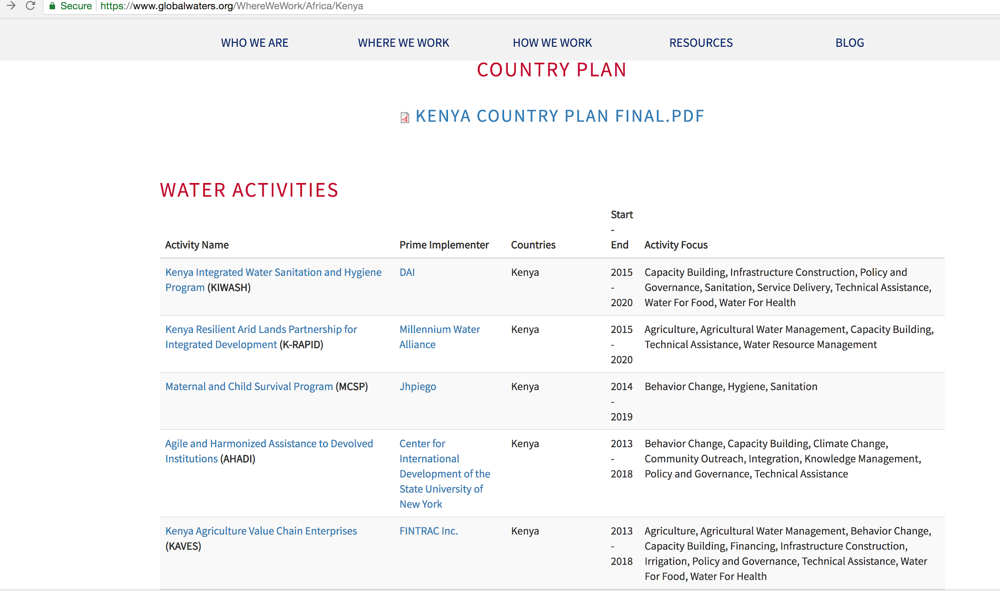 Secure https://www.globalwaters.org/WhereWeWork/Africa/Kenya
WHO WE ARE WHERE WE WORK HOW WE WORK RESOURCES BLOG
COUNTRY PLAN
KENYA COUNTRY PLAN FINAL.PDF
WATER ACTIVITIES
Activity Name
Prime Implementer
Countries
Start
-
End
Activity Focus
Kenya Integrated Water Sanitation and Hygiene
Program (KIWASH)
DAI
Kenya
2015
-
2020
Capacity Building, Infrastructure Construction, Policy and
Governance, Sanitation, Service Delivery, Technical Assistance,
Water For Food, Water For Health
Kenya Resilient Arid Lands Partnership for
Integrated Development (K-RAPID)
Millennium Water
Alliance
Kenya
2015
-
2020
Agriculture, Agricultural Water Management, Capacity Building,
Technical Assistance, Water Resource Management
Maternal and Child Survival Program (MCSP)
Jhpiego
Kenya
2014
-
2019
Behavior Change, Hygiene, Sanitation
Agile and Harmonized Assistance to Devolved
Institutions (AHADI)
Center for
International
Development of the
State University of
New York
Kenya
2013
-
2018
Behavior Change, Capacity Building, Climate Change,
Community Outreach, Integration, Knowledge Management,
Policy and Governance, Technical Assistance
Kenya Agriculture Value Chain Enterprises
(KAVES)
FINTRAC Inc.
Kenya
2013
-
2018
Agriculture, Agricultural Water Management, Behavior Change,
Capacity Building, Financing, Infrastructure Construction,
Irrigation, Policy and Governance, Technical Assistance, Water
For Food, Water For Health